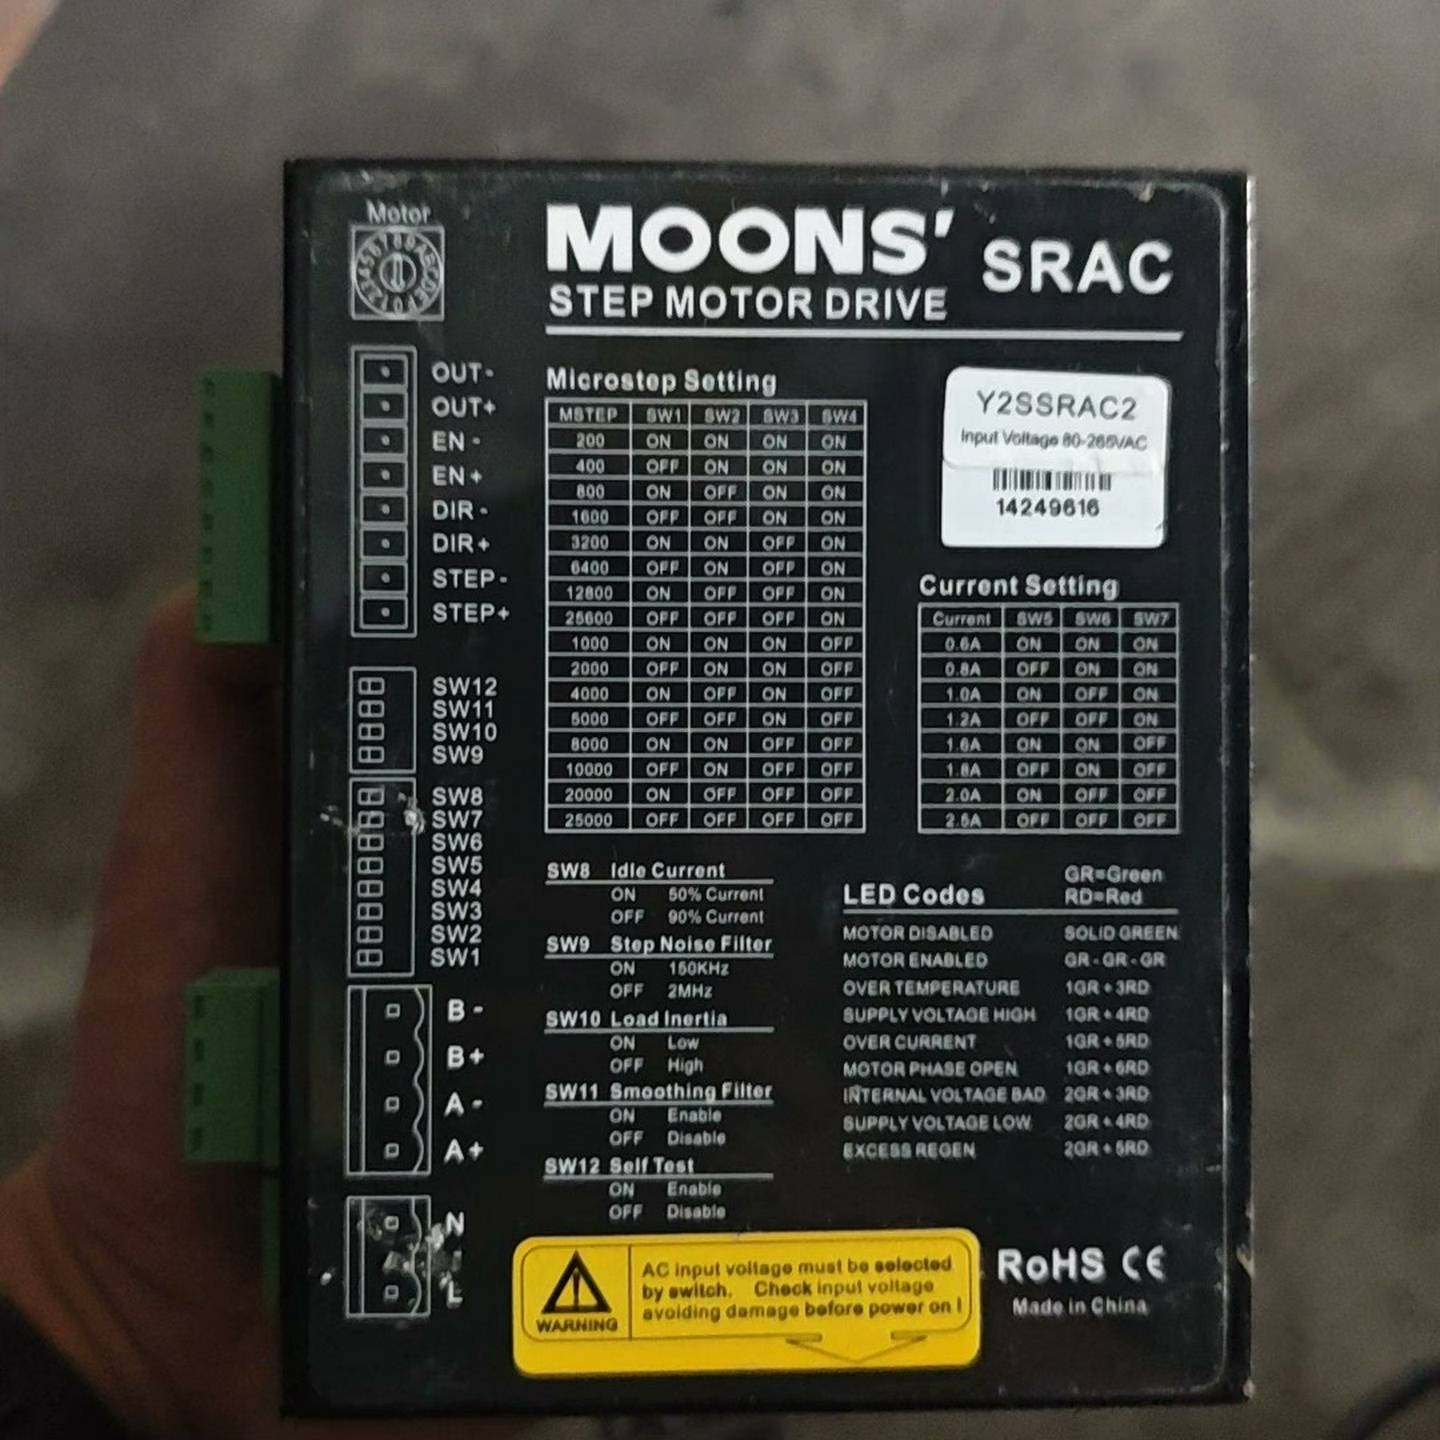 Motor
MOONS' SRAC
STEP MOTOR DRIVE
OUT-
OUT+
EN -
EN +
DIR -
DIR +
STEP-
STEP+
SW12
SW11
SW10
SW9
SW8
SW7
SW6
SW5
SW4
SW3
SW2
SW1
B -
B +
A -
A +
N
L
Microstep Setting
MSTEP SW1 SW2 SW3 SW4
200 ON ON ON ON
400 OFF ON ON ON
800 ON OFF ON ON
1600 OFF OFF ON ON
3200 ON ON OFF ON
6400 OFF ON OFF ON
12800 ON OFF OFF ON
25600 OFF OFF OFF ON
1000 ON ON ON OFF
2000 OFF ON ON OFF
4000 ON OFF ON OFF
5000 OFF OFF ON OFF
8000 ON ON OFF OFF
10000 OFF ON OFF OFF
20000 ON OFF OFF OFF
25000 OFF OFF OFF OFF
Y2SSRAC2
Input Voltage 80-265VAC
14249616
Current Setting
Current SW5 SW6 SW7
0.6A ON ON ON
0.8A OFF ON ON
1.0A ON OFF ON
1.2A OFF OFF ON
1.6A ON ON OFF
1.8A OFF ON OFF
2.0A ON OFF OFF
2.5A OFF OFF OFF
SW8 Idle Current
ON 50% Current
OFF 90% Current
SW9 Step Noise Filter
ON 150KHz
OFF 2MHz
SW10 Load Inertia
ON Low
OFF High
SW11 Smoothing Filter
ON Enable
OFF Disable
SW12 Self Test
ON Enable
OFF Disable
GR=Green
LED Codes RD=Red
MOTOR DISABLED SOLID GREEN
MOTOR ENABLED GR - GR - GR
OVER TEMPERATURE 1GR + 3RD
SUPPLY VOLTAGE HIGH 1GR + 4RD
OVER CURRENT 1GR + 5RD
MOTOR PHASE OPEN 1GR + 6RD
INTERNAL VOLTAGE BAD 2GR + 3RD
SUPPLY VOLTAGE LOW 2GR + 4RD
EXCESS REGEN 2GR + 5RD
WARNING
AC input voltage must be selected
by switch. Check input voltage
avoiding damage before power on !
RoHS CE
Made in China